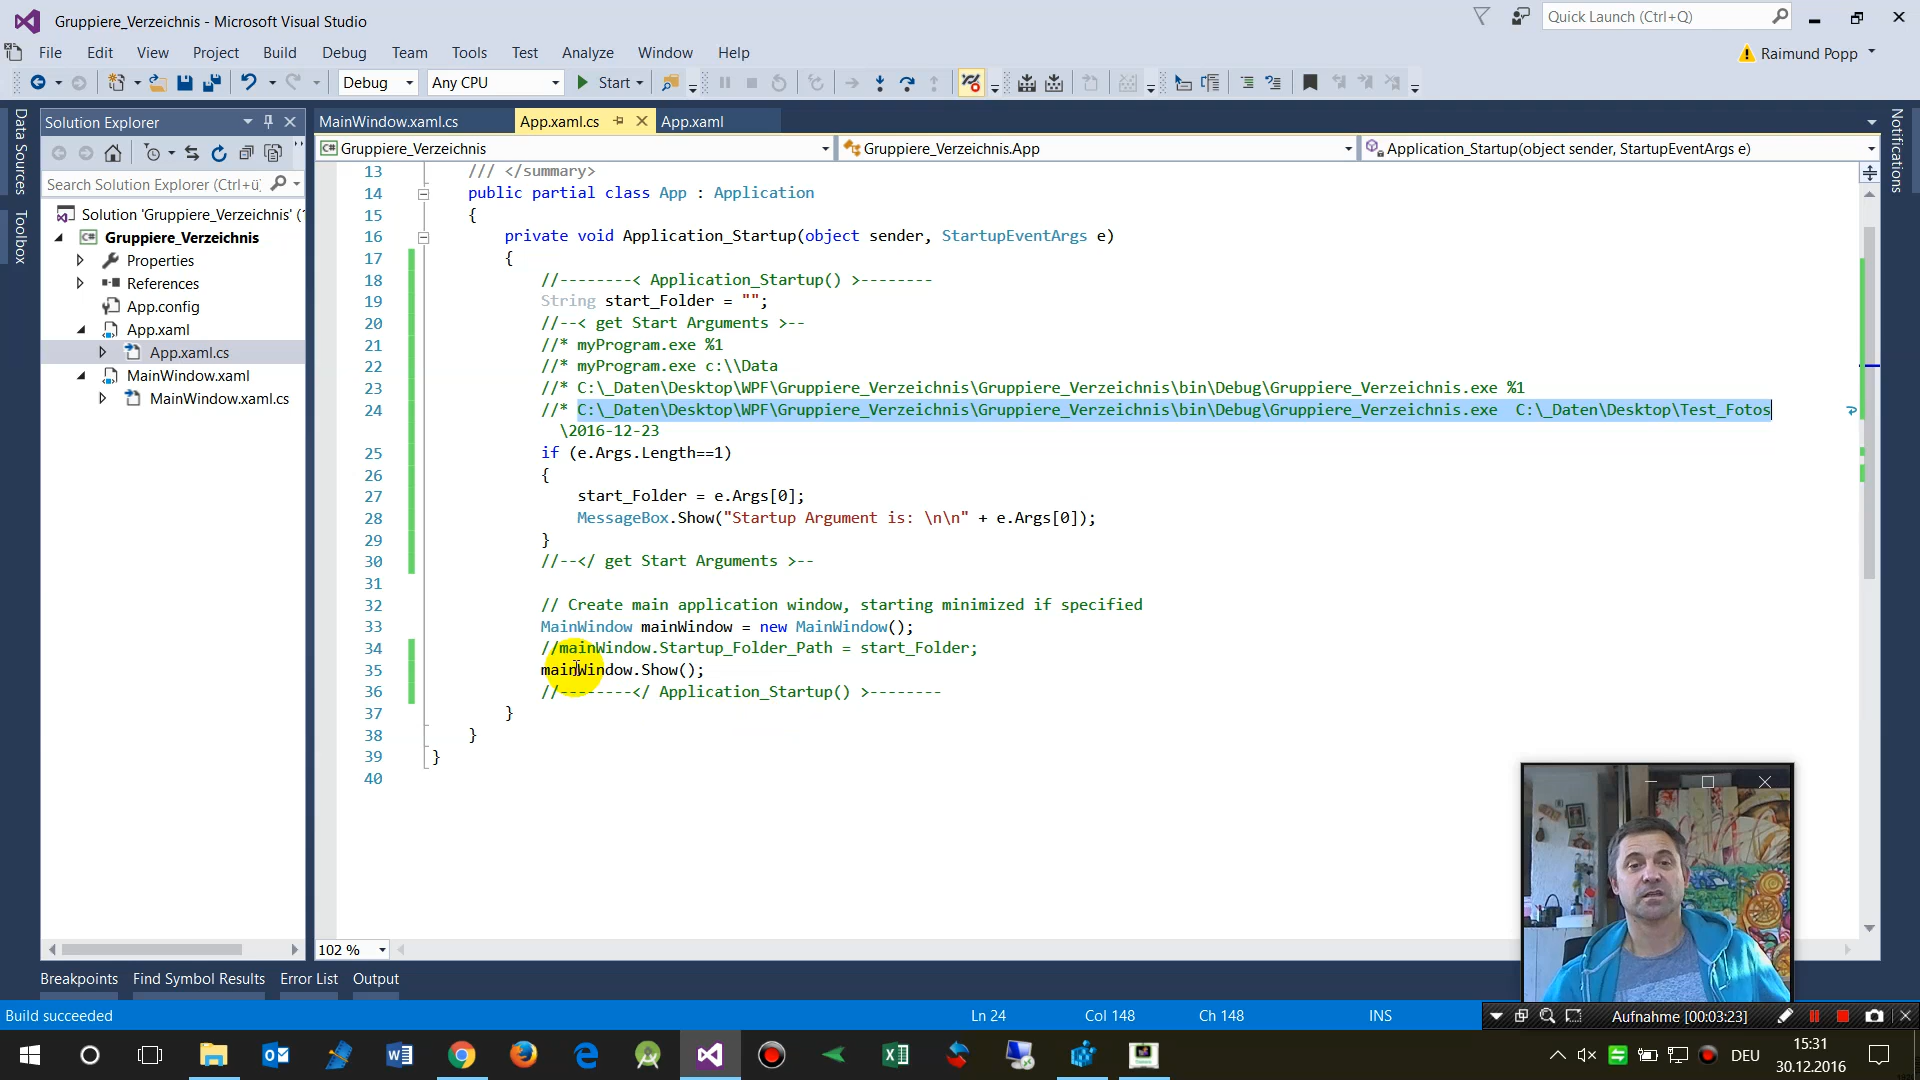 Gruppiere_Verzeichnis - Microsoft Visual Studio
Quick Launch (Ctrl+Q)
File Edit View Project Build Debug Team Tools Test Analyze Window Help
Raimund Popp
Debug Any CPU Start
Data Sources
Toolbox
Solution Explorer
Search Solution Explorer (Ctrl+ü)
Solution 'Gruppiere_Verzeichnis' (
Gruppiere_Verzeichnis
Properties
References
App.config
App.xaml
App.xaml.cs
MainWindow.xaml
MainWindow.xaml.cs
MainWindow.xaml.cs App.xaml.cs App.xaml
Gruppiere_Verzeichnis Gruppiere_Verzeichnis.App Application_Startup(object sender, StartupEventArgs e)
Notifications
13 /// </summary>
14 public partial class App : Application
15 {
16 private void Application_Startup(object sender, StartupEventArgs e)
17 {
18 //--------< Application_Startup() >--------
19 String start_Folder = "";
20 //--< get Start Arguments >--
21 //* myProgram.exe %1
22 //* myProgram.exe c:\\Data
23 //* C:\_Daten\Desktop\WPF\Gruppiere_Verzeichnis\Gruppiere_Verzeichnis\bin\Debug\Gruppiere_Verzeichnis.exe %1
24 //* C:\_Daten\Desktop\WPF\Gruppiere_Verzeichnis\Gruppiere_Verzeichnis\bin\Debug\Gruppiere_Verzeichnis.exe  C:\_Daten\Desktop\Test_Fotos
\2016-12-23
25 if (e.Args.Length==1)
26 {
27 start_Folder = e.Args[0];
28 MessageBox.Show("Startup Argument is: \n\n" + e.Args[0]);
29 }
30 //--</ get Start Arguments >--
31
32 // Create main application window, starting minimized if specified
33 MainWindow mainWindow = new MainWindow();
34 //mainWindow.Startup_Folder_Path = start_Folder;
35 mainWindow.Show();
36 //--------</ Application_Startup() >--------
37 }
38 }
39 }
40
102 %
Breakpoints Find Symbol Results Error List Output
Build succeeded Ln 24 Col 148 Ch 148 INS
Aufnahme [00:03:23]
DEU
15:31
30.12.2016